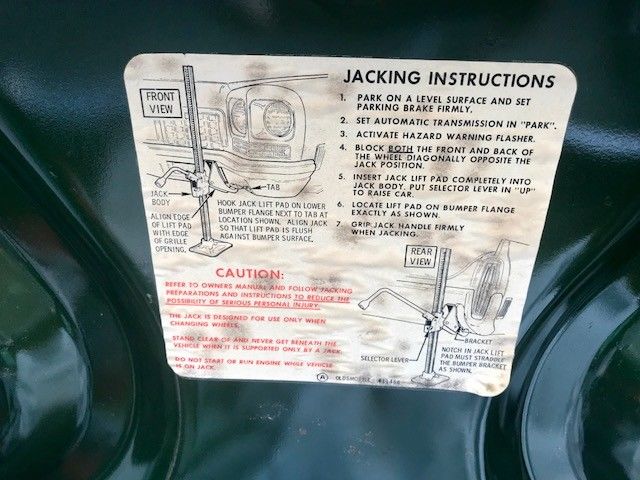 JACKING INSTRUCTIONS
1. PARK ON A LEVEL SURFACE AND SET
PARKING BRAKE FIRMLY.
2. SET AUTOMATIC TRANSMISSION IN "PARK".
3. ACTIVATE HAZARD WARNING FLASHER.
4. BLOCK BOTH THE FRONT AND BACK OF
THE WHEEL DIAGONALLY OPPOSITE THE
JACK POSITION.
5. INSERT JACK LIFT PAD COMPLETELY INTO
JACK BODY. PUT SELECTOR LEVER IN "UP"
TO RAISE CAR.
6. LOCATE LIFT PAD ON BUMPER FLANGE
EXACTLY AS SHOWN.
7. GRIP JACK HANDLE FIRMLY
WHEN JACKING.
FRONT
VIEW
TAB
JACK
BODY
ALIGN EDGE
OF LIFT PAD
WITH EDGE
OF GRILLE
OPENING.
HOOK JACK LIFT PAD ON LOWER
BUMPER FLANGE NEXT TO TAB AT
LOCATION SHOWN. ALIGN JACK
SO THAT LIFT PAD IS FLUSH
AGAINST BUMPER SURFACE.
CAUTION:
REFER TO OWNERS MANUAL AND FOLLOW JACKING
PREPARATIONS AND INSTRUCTIONS TO REDUCE THE
POSSIBILITY OF SERIOUS PERSONAL INJURY.
THE JACK IS DESIGNED FOR USE ONLY WHEN
CHANGING WHEELS.
STAND CLEAR OF AND NEVER GET BENEATH THE
VEHICLE WHEN IT IS SUPPORTED ONLY BY A JACK.
DO NOT START OR RUN ENGINE WHILE VEHICLE
IS ON JACK.
REAR
VIEW
BRACKET
SELECTOR LEVER
NOTCH IN JACK LIFT
PAD MUST STRADDLE
THE BUMPER BRACKET
AS SHOWN.
A OLDSMOBILE